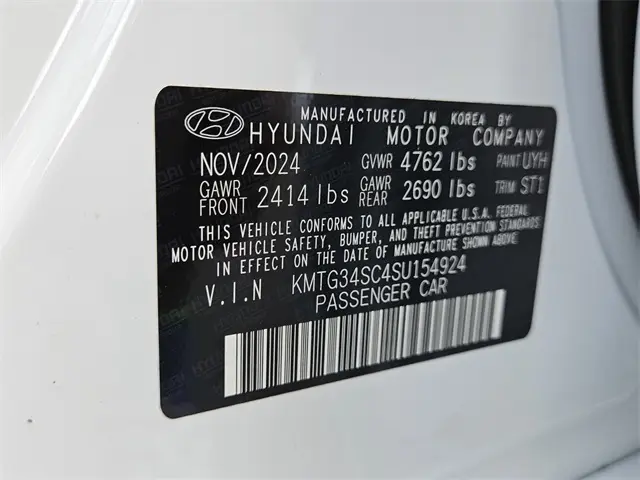 MANUFACTURED IN KOREA BY
HYUNDAI MOTOR COMPANY
NOV/2024 GVWR 4762 lbs PAINT UYH
GAWR FRONT 2414 lbs GAWR REAR 2690 lbs TRIM ST1
THIS VEHICLE CONFORMS TO ALL APPLICABLE U.S.A. FEDERAL
MOTOR VEHICLE SAFETY, BUMPER, AND THEFT PREVENTION STANDARDS
IN EFFECT ON THE DATE OF MANUFACTURE SHOWN ABOVE.
V.I.N KMTG34SC4SU154924
PASSENGER CAR